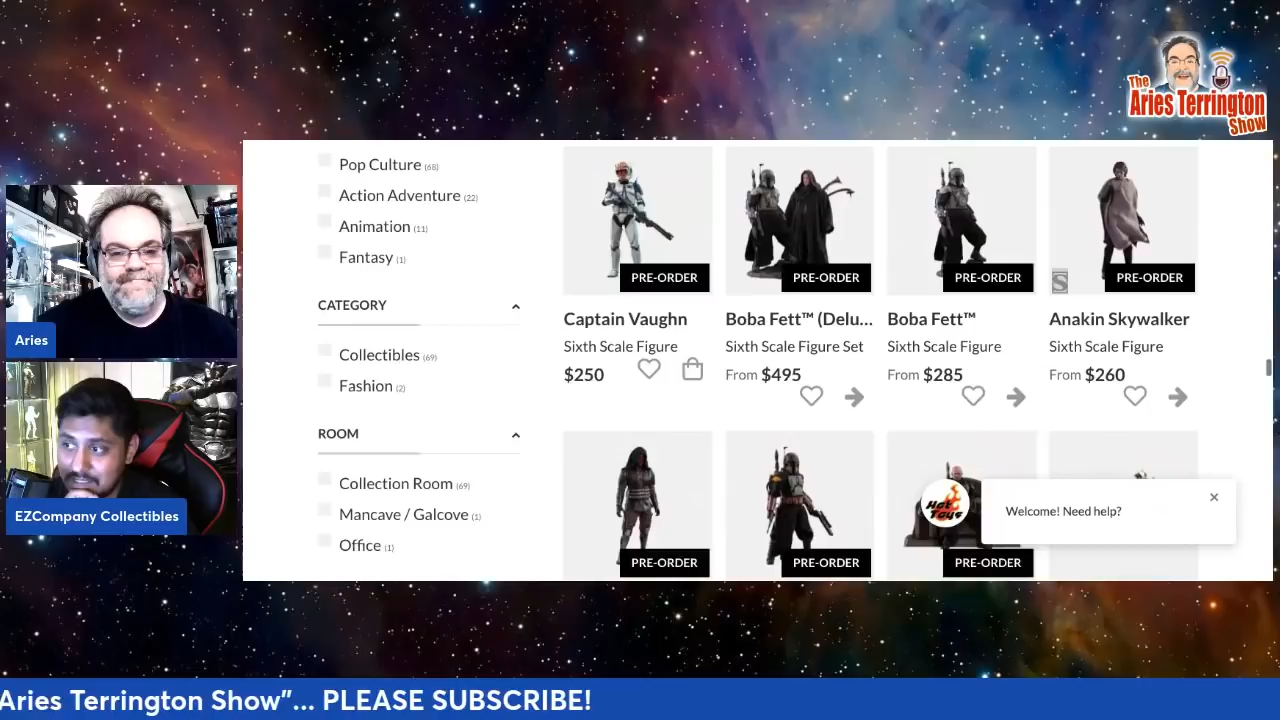 The
Aries Terrington
Show
Pop Culture (68)
Action Adventure (22)
Animation (11)
Fantasy (1)
CATEGORY
Collectibles (69)
Fashion (2)
ROOM
Collection Room (69)
Mancave / Galcove (1)
Office (1)
PRE-ORDER
PRE-ORDER
PRE-ORDER
S
PRE-ORDER
Captain Vaughn
Boba Fett™ (Delu...
Boba Fett™
Anakin Skywalker
Sixth Scale Figure
Sixth Scale Figure Set
Sixth Scale Figure
Sixth Scale Figure
$250
From $495
From $285
From $260
PRE-ORDER
PRE-ORDER
PRE-ORDER
Hot Toys
Welcome! Need help?
Aries
EZCompany Collectibles
Aries Terrington Show"... PLEASE SUBSCRIBE!